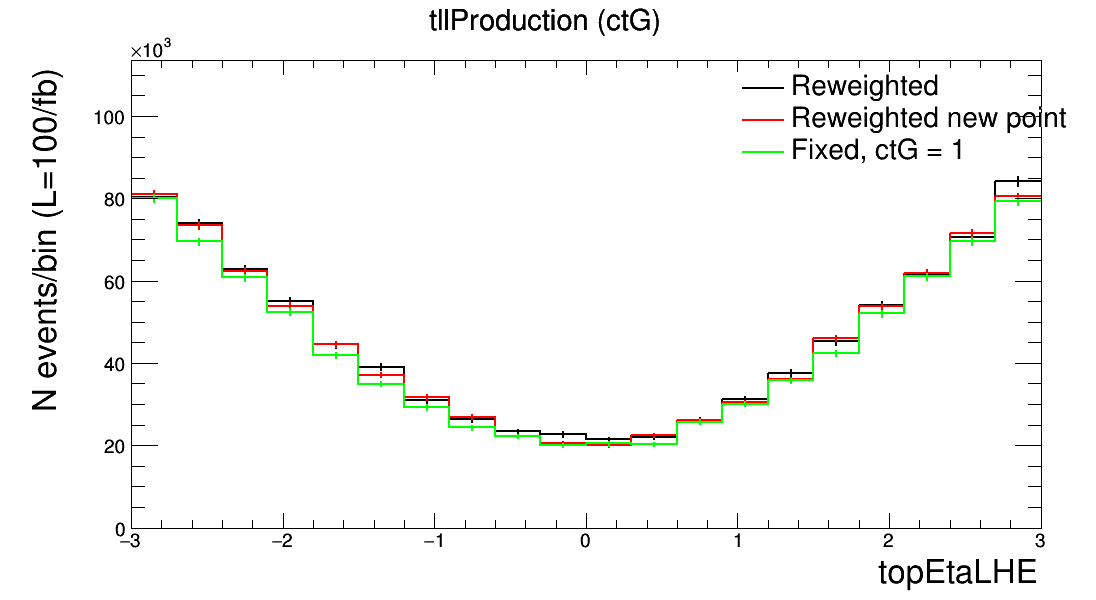 tllProduction (ctG)
×10³
N events/bin (L=100/fb)
Reweighted
Reweighted new point
Fixed, ctG = 1
100
80
60
40
20
0
−3 −2 −1 0 1 2 3
topEtaLHE